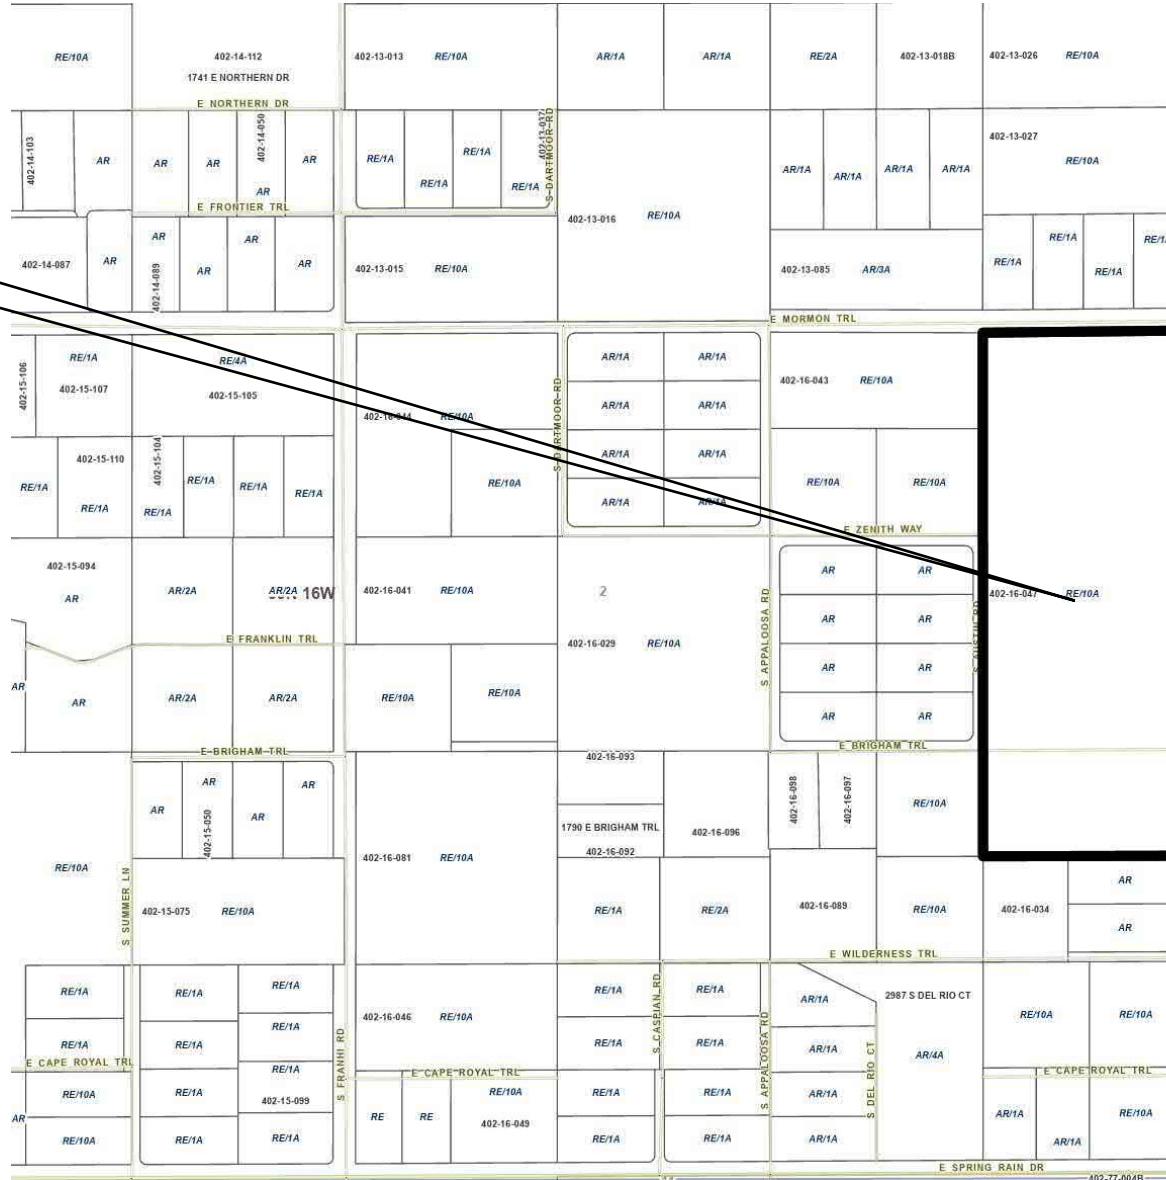 RE/10A
402-14-112
402-13-013
RE/10A
AR/1A
AR/1A
RE/2A
402-13-018B
402-13-026
RE/10A
1741 E NORTHERN DR
E NORTHERN DR
402-14-103
AR
AR
AR
402-14-050
AR
AR
RE/1A
RE/1A
RE/1A
402-13-037
RE/1A
S DARTMOOR RD
AR/1A
AR/1A
AR/1A
AR/1A
402-13-027
RE/10A
E FRONTIER TRL
402-13-016
RE/10A
402-14-087
AR
AR
402-14-089
AR
AR
AR
402-13-015
RE/10A
402-13-085
AR/3A
RE/1A
RE/1A
RE/1A
E MORMON TRL
402-15-106
RE/1A
402-15-107
RE/4A
402-15-105
402-16-044
RE/10A
S DARTMOOR RD
AR/1A
AR/1A
AR/1A
AR/1A
AR/1A
AR/1A
AR/1A
AR/1A
402-16-043
RE/10A
RE/1A
402-15-110
RE/1A
402-15-104
RE/1A
RE/1A
RE/1A
RE/1A
RE/10A
RE/10A
RE/10A
E ZENITH WAY
402-15-094
AR
AR/2A
AR/2A
16W
402-16-041
RE/10A
2
402-16-029
RE/10A
S APPALOOSA RD
AR
AR
AR
AR
AR
AR
AR
AR
S AUSTIN RD
402-16-047
RE/10A
E FRANKLIN TRL
AR
AR
AR/2A
AR/2A
RE/10A
RE/10A
E BRIGHAM TRL
E BRIGHAM TRL
402-16-093
AR
AR
402-15-050
AR
AR
1790 E BRIGHAM TRL
402-16-092
402-16-096
402-16-098
402-16-097
RE/10A
RE/10A
S SUMMER LN
402-15-075
RE/10A
402-16-081
RE/10A
RE/1A
RE/2A
402-16-089
RE/10A
402-16-034
AR
AR
E WILDERNESS TRL
RE/1A
RE/1A
RE/1A
RE/1A
RE/1A
RE/1A
E CAPE ROYAL TRL
RE/10A
RE/1A
RE/1A
402-15-099
AR
RE/10A
RE/1A
RE/1A
S FRANHI RD
402-16-046
RE/10A
E CAPE ROYAL TRL
RE
RE
RE/10A
402-16-049
RE/1A
RE/1A
RE/1A
RE/1A
S CASPIAN RD
RE/1A
RE/1A
RE/1A
RE/1A
S APPALOOSA RD
AR/1A
AR/1A
AR/1A
AR/1A
S DEL RIO CT
2987 S DEL RIO CT
AR/4A
RE/10A
RE/10A
E CAPE ROYAL TRL
AR/1A
AR/1A
RE/10A
E SPRING RAIN DR
402-77-004B